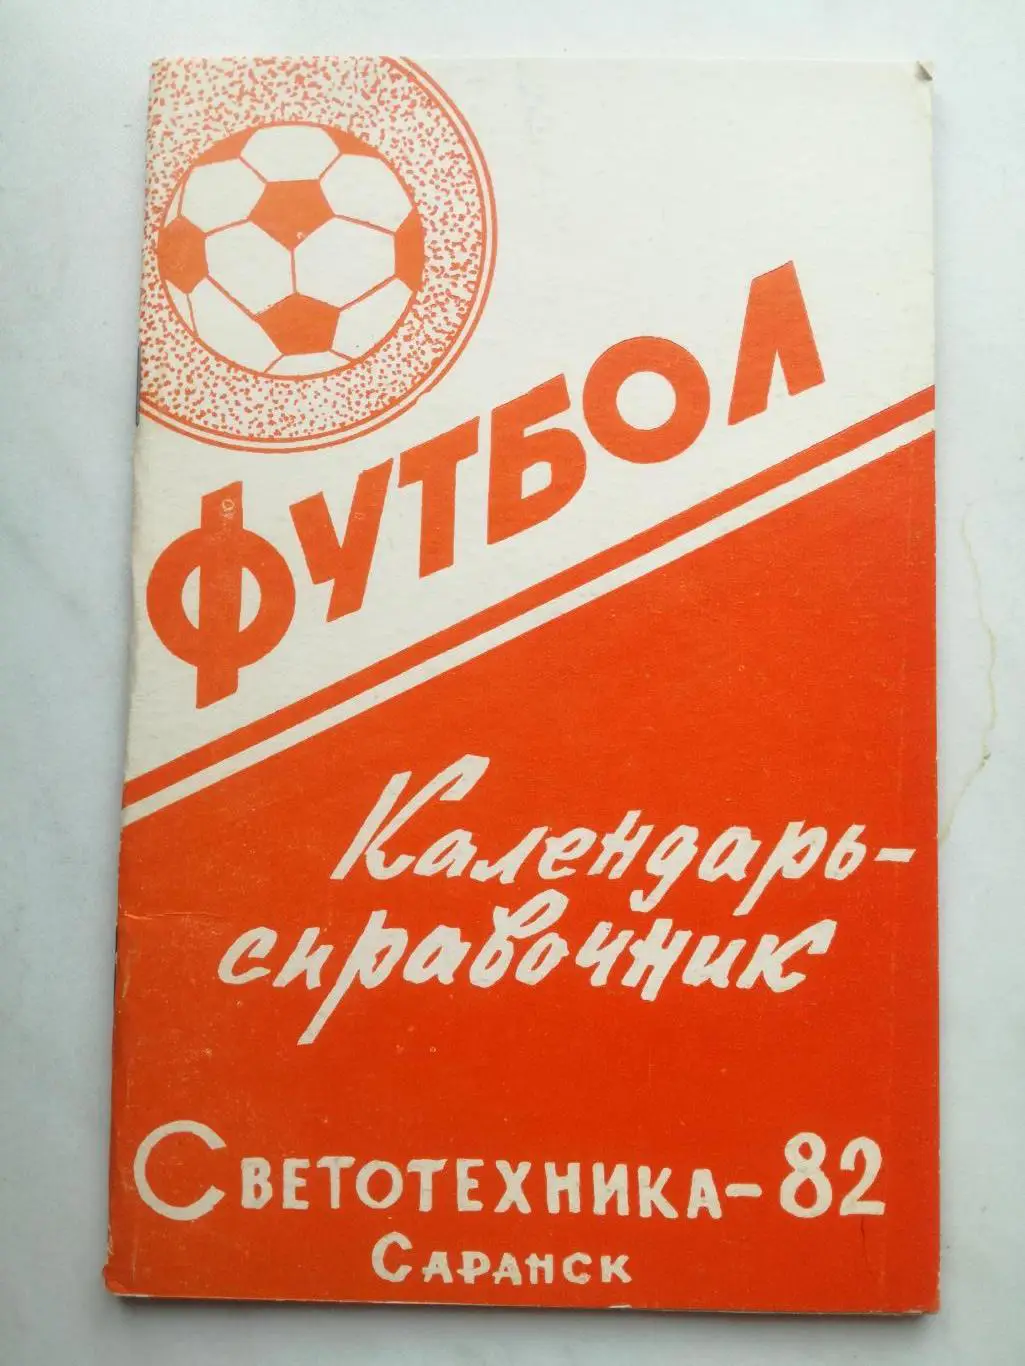 ФУТБОЛ
Календарь-
справочник
СВЕТОТЕХНИКА-82
САРАНСК